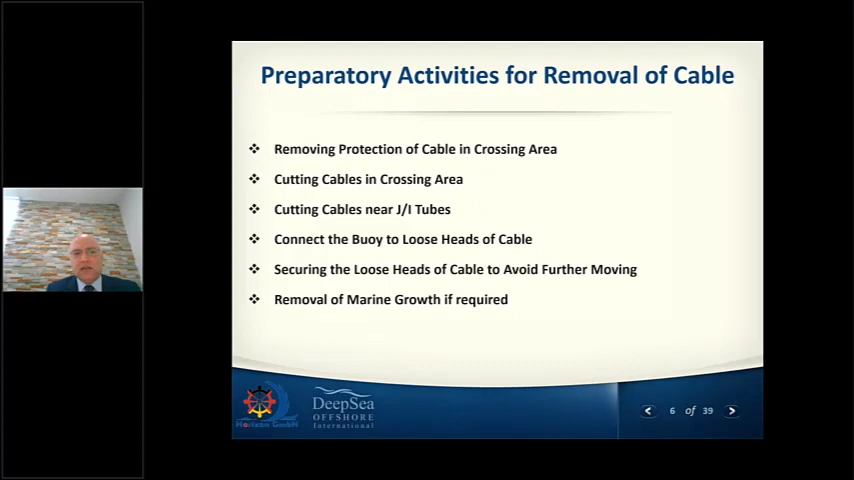 Preparatory Activities for Removal of Cable
❖ Removing Protection of Cable in Crossing Area
❖ Cutting Cables in Crossing Area
❖ Cutting Cables near J/I Tubes
❖ Connect the Buoy to Loose Heads of Cable
❖ Securing the Loose Heads of Cable to Avoid Further Moving
❖ Removal of Marine Growth if required
Horizon GmbH
DeepSea
OFFSHORE
International
6 of 39